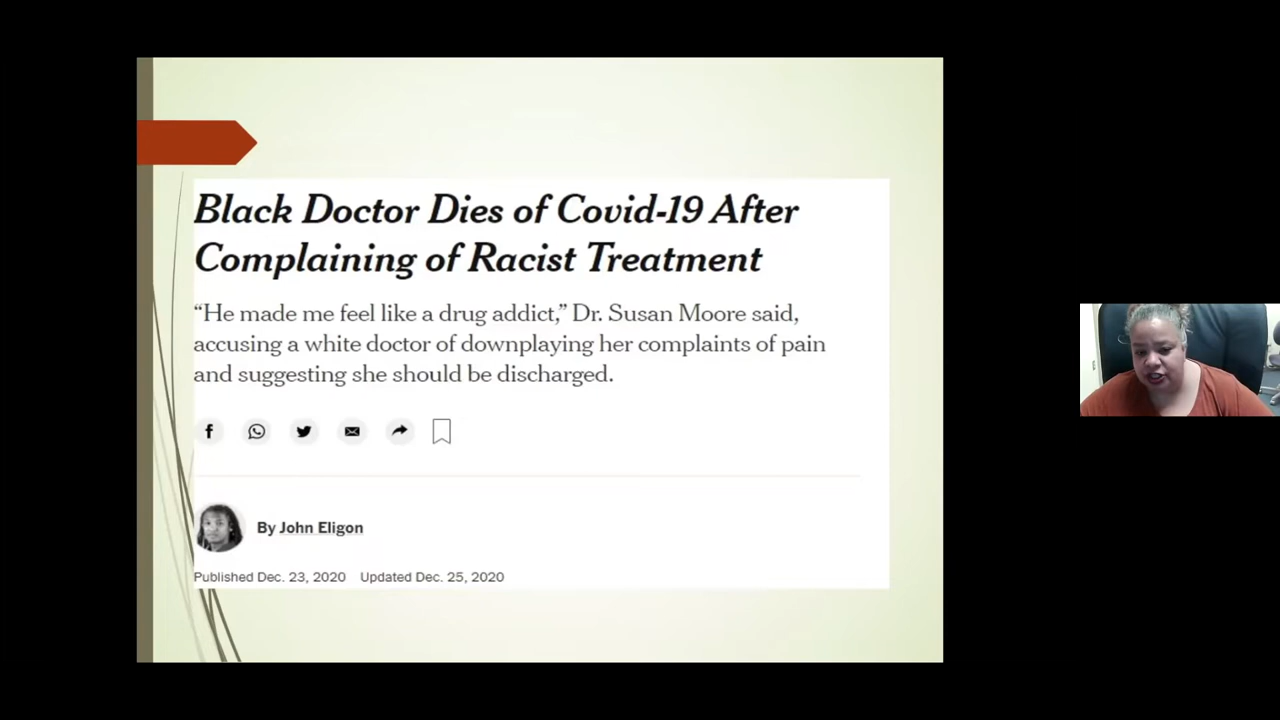 Black Doctor Dies of Covid-19 After
Complaining of Racist Treatment
“He made me feel like a drug addict,” Dr. Susan Moore said,
accusing a white doctor of downplaying her complaints of pain
and suggesting she should be discharged.
By John Eligon
Published Dec. 23, 2020 Updated Dec. 25, 2020